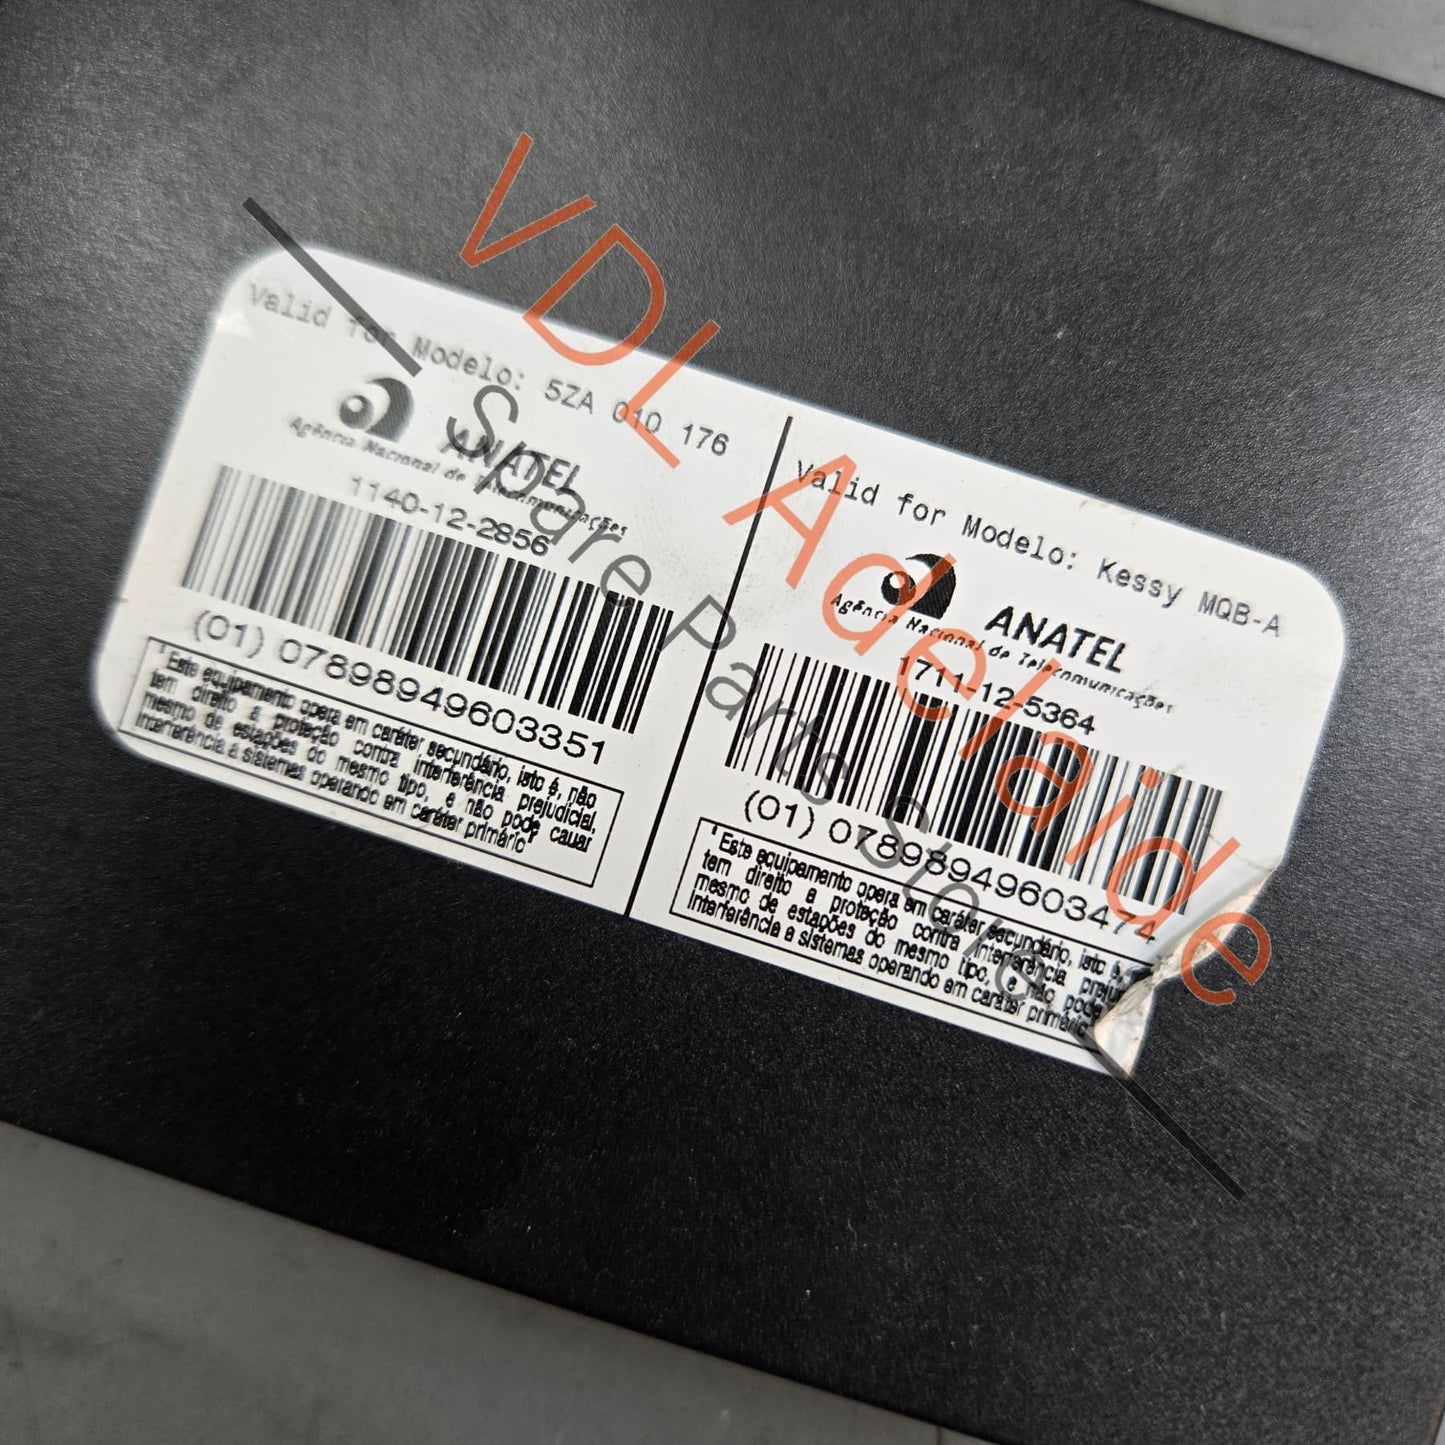 Valid for Modelo: 5ZA 010 176
ANATEL
Agência Nacional de Telecomunicações
1140-12-2856
(01) 07898949603351
"Este equipamento opera em caráter secundário, isto é, não
tem direito a proteção contra interferência prejudicial,
mesmo de estações do mesmo tipo, e não pode cauar
interferência a sistemas operando em caráter primário"
Valid for Modelo: Kessy MQB-A
ANATEL
Agência Nacional de Telecomunicações
1711-12-5364
(01) 07898949603474
"Este equipamento opera em caráter secundário, isto é,
tem direito a proteção contra interferência
mesmo de estações do mesmo tipo, e não pode
interferência a sistemas operando em caráter primário
VDL Adelaide
Spare Parts Store